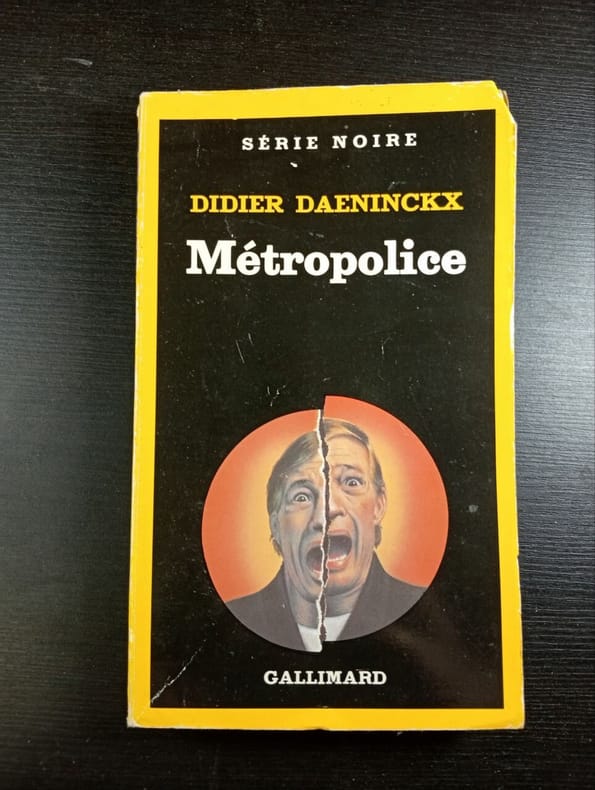 SÉRIE NOIRE
DIDIER DAENINCKX
Métropolice
GALLIMARD